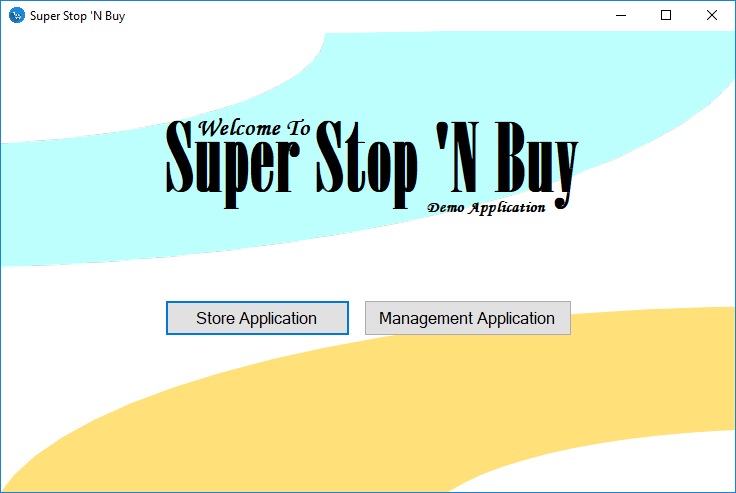 Super Stop 'N Buy
Welcome To
Super Stop 'N Buy
Demo Application
Store Application
Management Application